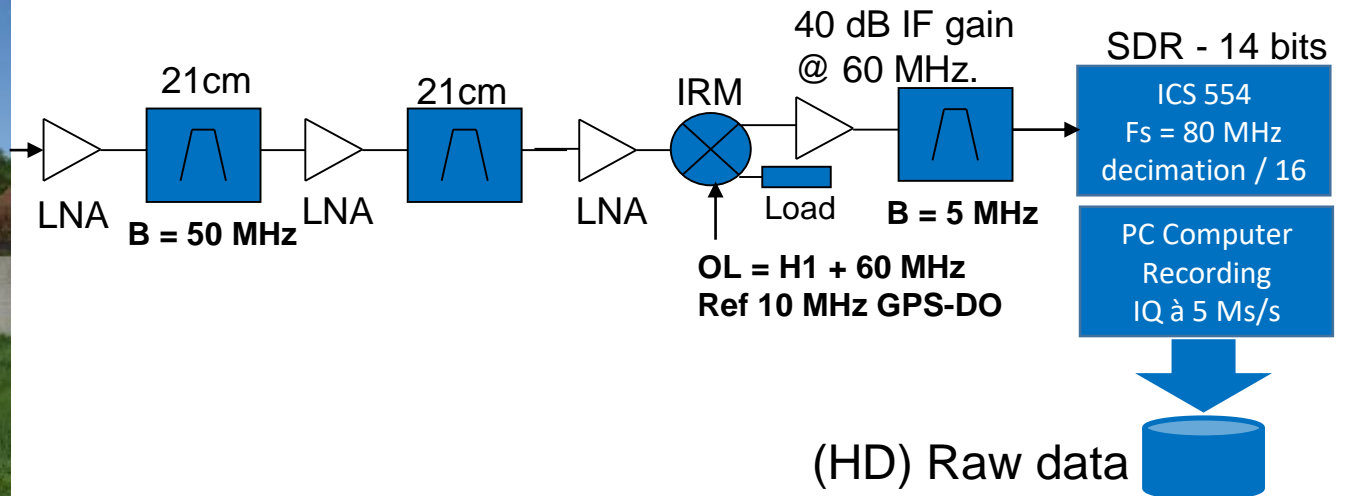 21cm
LNA
B = 50 MHz
LNA
21cm
LNA
IRM
Load
OL = H1 + 60 MHz
Ref 10 MHz GPS-DO
40 dB IF gain
@ 60 MHz.
B = 5 MHz
SDR - 14 bits
ICS 554
Fs = 80 MHz
decimation / 16
PC Computer
Recording
IQ à 5 Ms/s
(HD) Raw data